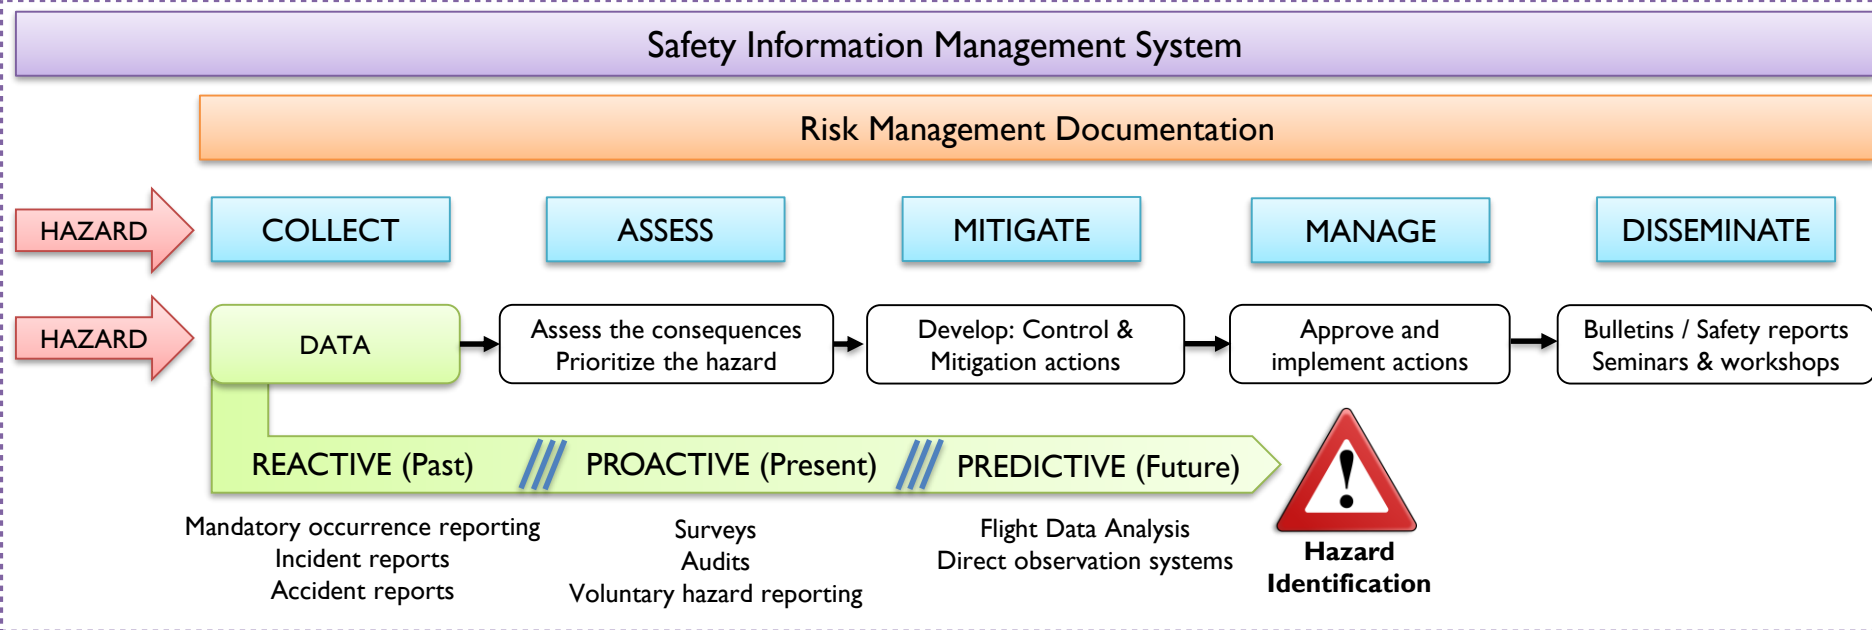 Safety Information Management System
Risk Management Documentation
HAZARD
COLLECT
ASSESS
MITIGATE
MANAGE
DISSEMINATE
HAZARD
DATA
Assess the consequences
Prioritize the hazard
Develop: Control &
Mitigation actions
Approve and
implement actions
Bulletins / Safety reports
Seminars & workshops
REACTIVE (Past)
PROACTIVE (Present)
PREDICTIVE (Future)
Mandatory occurrence reporting
Incident reports
Accident reports
Surveys
Audits
Voluntary hazard reporting
Flight Data Analysis
Direct observation systems
!
Hazard
Identification